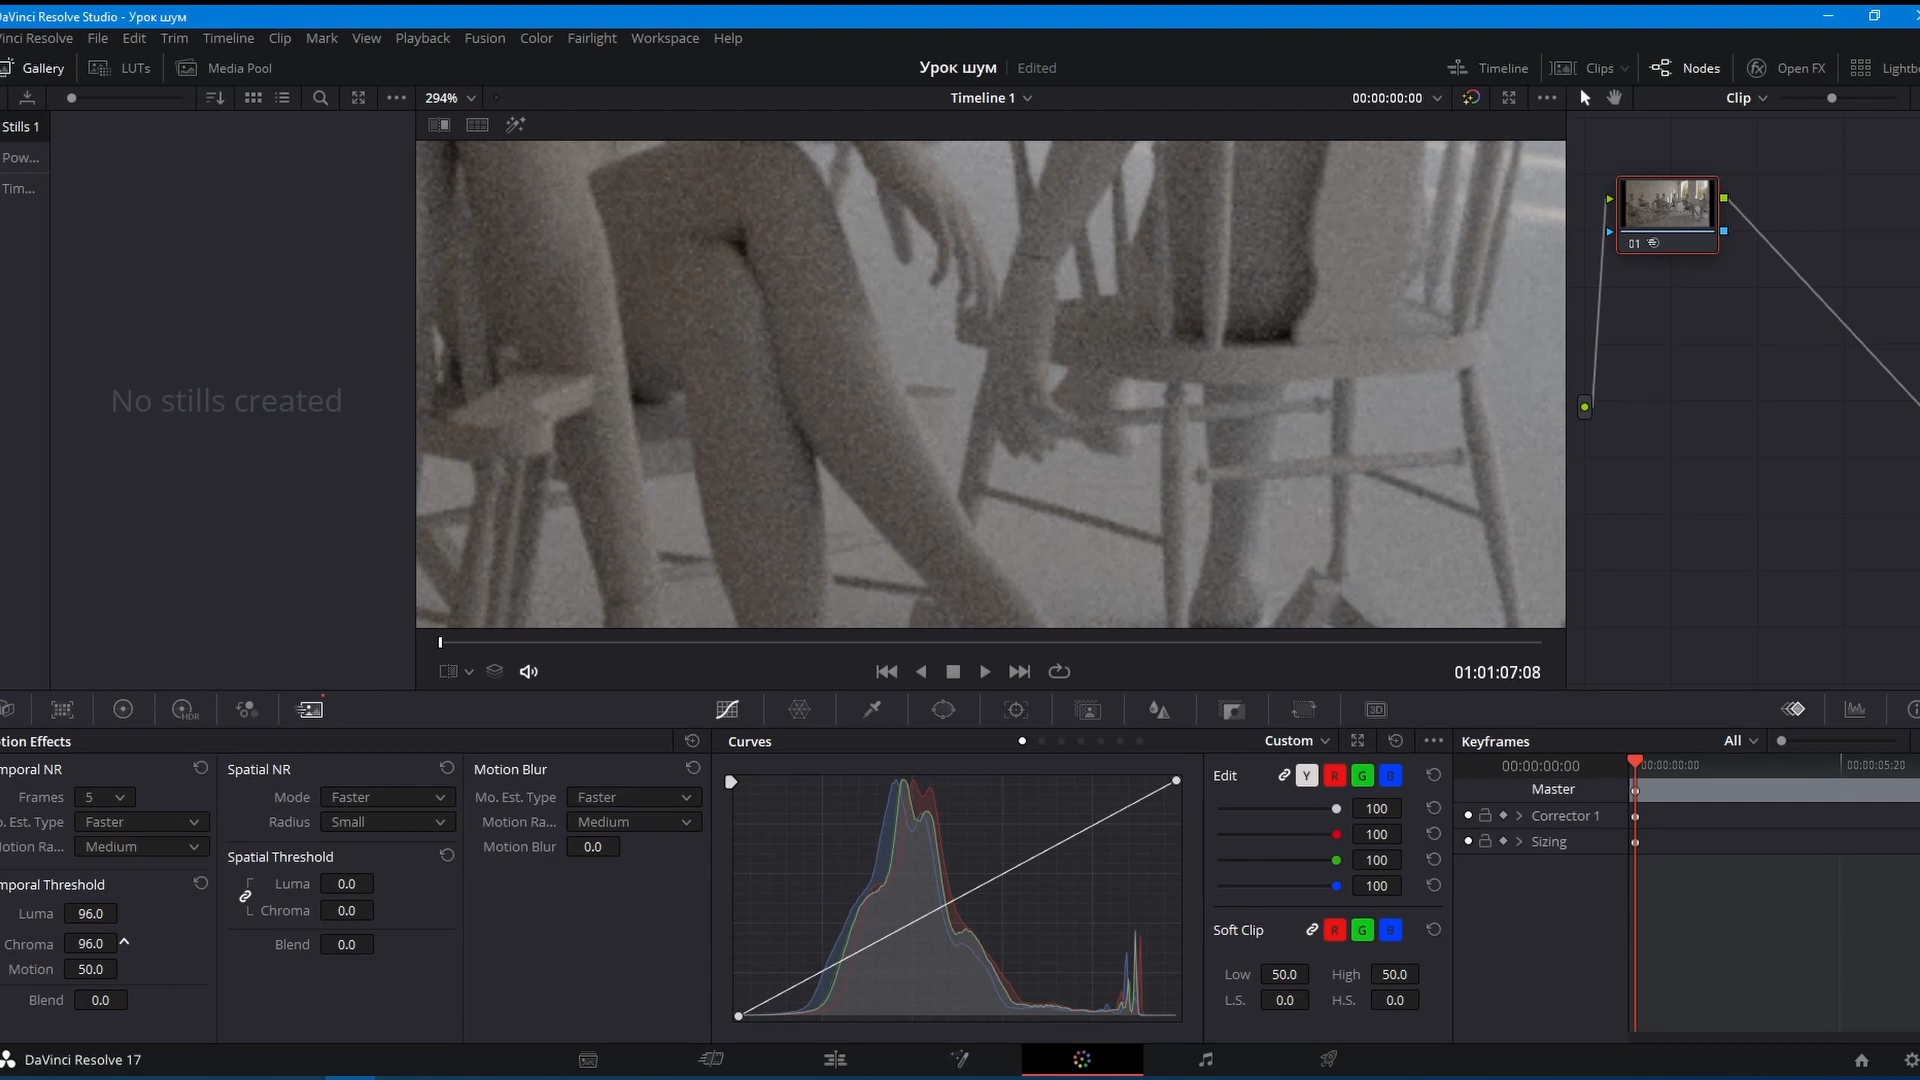 DaVinci Resolve Studio - Урок шум
Vinci Resolve File Edit Trim Timeline Clip Mark View Playback Fusion Color Fairlight Workspace Help
Gallery LUTs Media Pool Урок шум Edited Timeline Clips Nodes Open FX Lightbo
294% Timeline 1 00:00:00:00 Clip
Stills 1
Pow...
Tim...
No stills created
01
01:01:07:08
HDR
3D
otion Effects
mporal NR
Frames 5
o. Est. Type Faster
Motion Ra... Medium
mporal Threshold
Luma 96.0
Chroma 96.0
Motion 50.0
Blend 0.0
Spatial NR
Mode Faster
Radius Small
Spatial Threshold
Luma 0.0
Chroma 0.0
Blend 0.0
Motion Blur
Mo. Est. Type Faster
Motion Ra... Medium
Motion Blur 0.0
Curves Custom
Edit Y R G B
100
100
100
100
Soft Clip R G B
Low 50.0 High 50.0
L.S. 0.0 H.S. 0.0
Keyframes All
00:00:00:00 00:00:00:00 00:00:05:20
Master
Corrector 1
Sizing
DaVinci Resolve 17